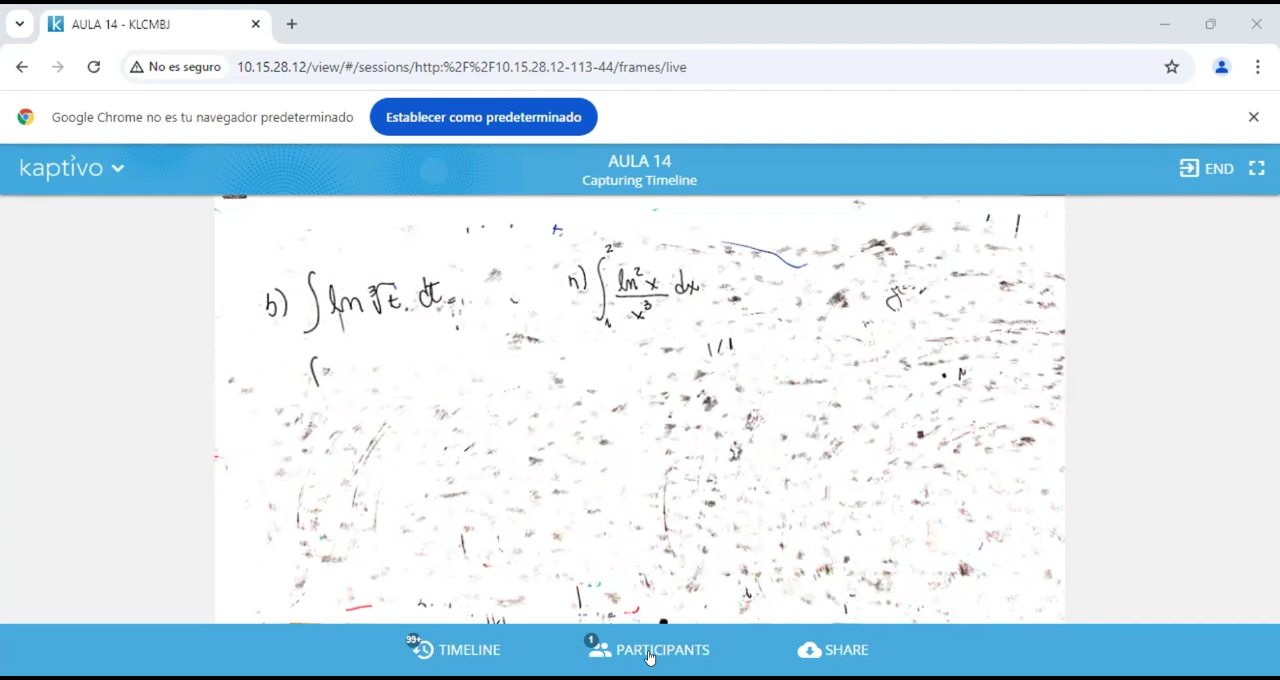 AULA 14 - KLCMBJ
No es seguro
10.15.28.12/view/#/sessions/http:%2F%2F10.15.28.12-113-44/frames/live
Google Chrome no es tu navegador predeterminado
Establecer como predeterminado
kaptivo
AULA 14
Capturing Timeline
END
b) ∫ ln ∛t . dt =
n) ∫₁² ln²x / x³ dx
∫
99+ TIMELINE
1 PARTICIPANTS
SHARE